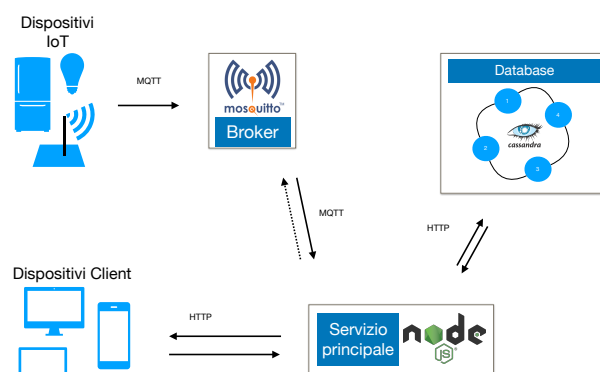 Dispositivi
IoT
MQTT
mosquitto™
Broker
Database
1
4
2
3
cassandra
MQTT
HTTP
Dispositivi Client
HTTP
Servizio
principale
node
JS